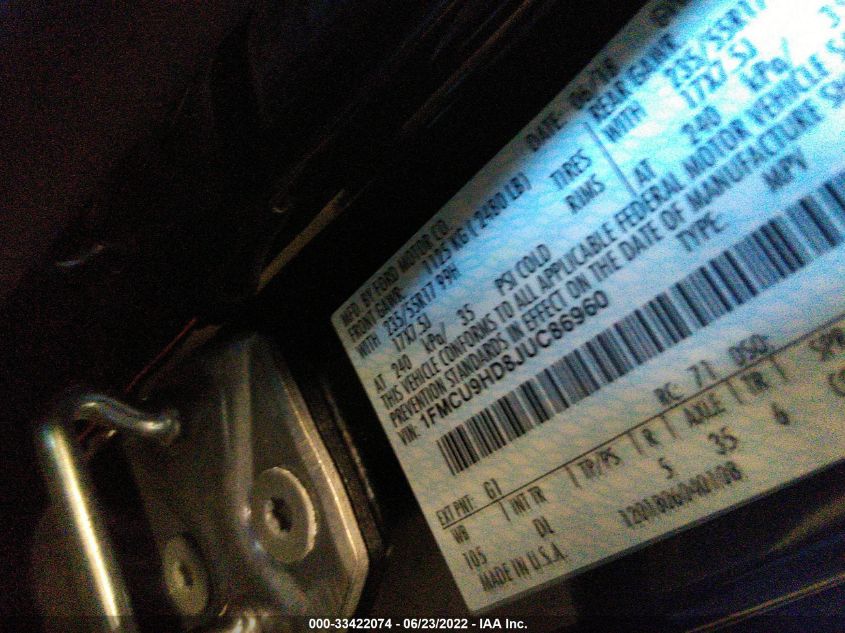 MFD. BY FORD MOTOR CO. DATE: 06/18
FRONT GAWR: 1125 KG (2480 LB) REAR GAWR
WITH 235/55R17 99H TIRES WITH 235/55R17
17X7 5J RIMS 17X7 5J
AT 240 kPa/ 35 PSI COLD AT 240 kPa/
THIS VEHICLE CONFORMS TO ALL APPLICABLE FEDERAL MOTOR VEHICLE
PREVENTION STANDARDS IN EFFECT ON THE DATE OF MANUFACTURE
VIN: 1FMCU9HD8JUC86960 TYPE: MPV
EXT PNT: G1 RC: 71 DSO:
WB INT TR TP/PS R AXLE TR SPR
105 DL 5 35 6
MADE IN U.S.A. 
000-33422074 - 06/23/2022 - IAA Inc.